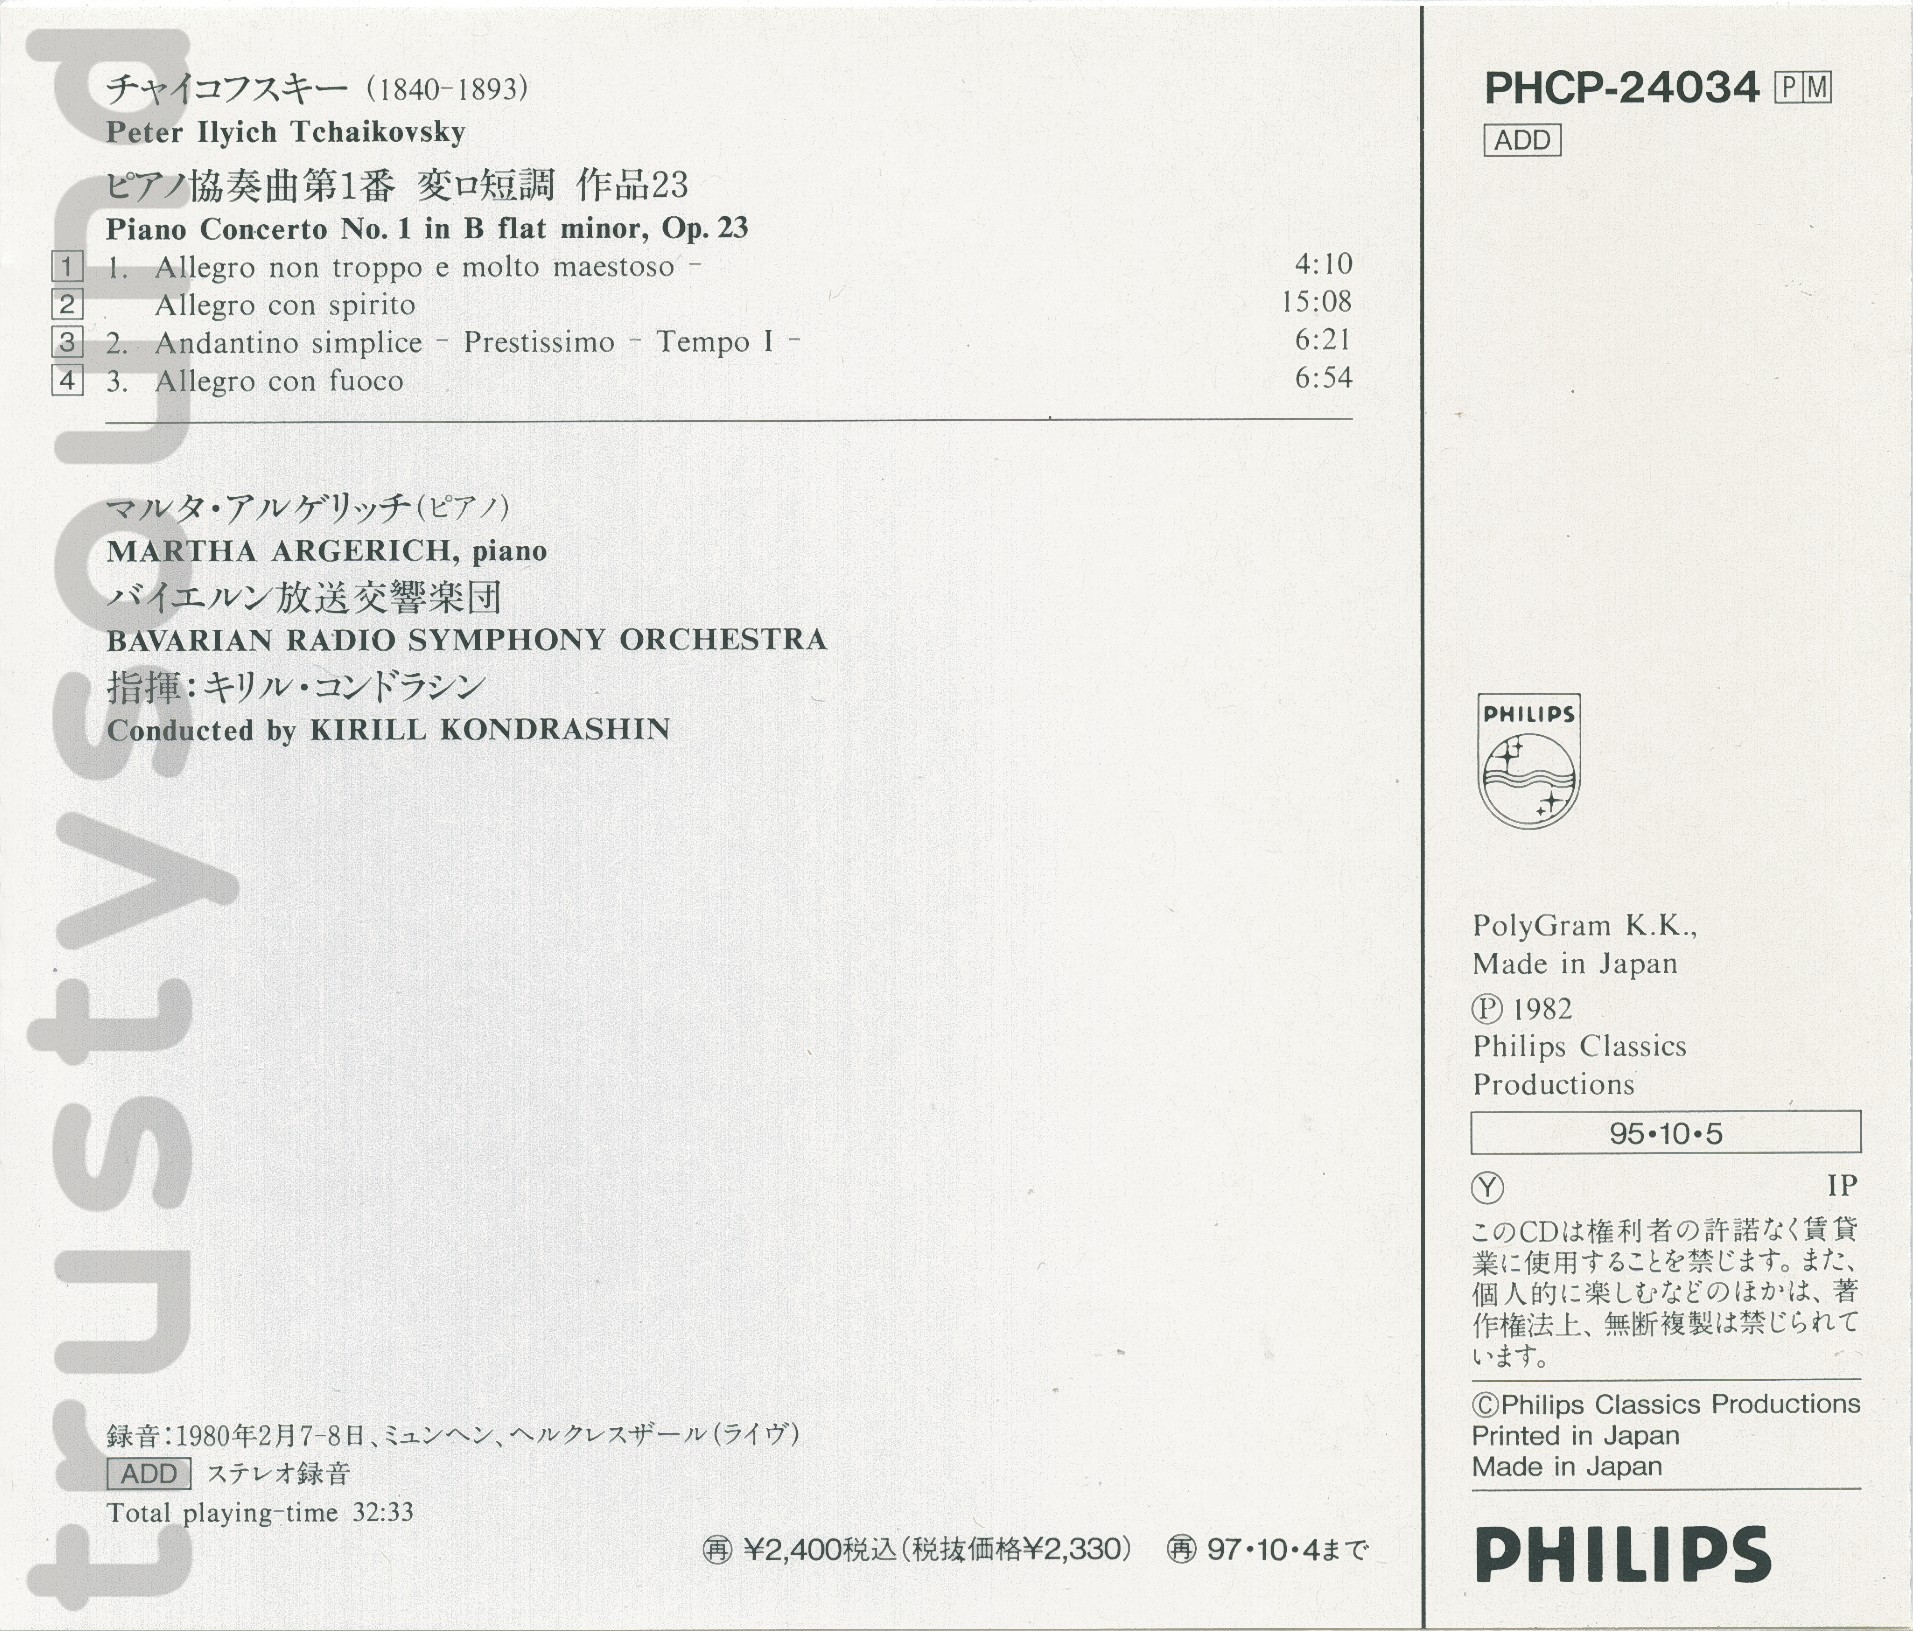 チャイコフスキー (1840-1893)
Peter Ilyich Tchaikovsky
ピアノ協奏曲第1番 変ロ短調 作品23
Piano Concerto No. 1 in B flat minor, Op. 23
1 1. Allegro non troppo e molto maestoso – 4:10
2 Allegro con spirito 15:08
3 2. Andantino simplice – Prestissimo – Tempo I – 6:21
4 3. Allegro con fuoco 6:54
マルタ・アルゲリッチ(ピアノ)
MARTHA ARGERICH, piano
バイエルン放送交響楽団
BAVARIAN RADIO SYMPHONY ORCHESTRA
指揮:キリル・コンドラシン
Conducted by KIRILL KONDRASHIN
録音:1980年2月7-8日、ミュンヘン、ヘルクレスザール(ライヴ)
ADD ステレオ録音
Total playing-time 32:33
㊢ ¥2,400税込(税抜価格¥2,330) 再 97・10・4まで
PHCP-24034 PM
ADD
PHILIPS
PolyGram K.K.,
Made in Japan
Ⓟ 1982
Philips Classics
Productions
95・10・5
Ⓨ IP
このCDは権利者の許諾なく賃貸
業に使用することを禁じます。また、
個人的に楽しむなどのほかは、著
作権法上、無断複製は禁じられて
います。
ⒸPhilips Classics Productions
Printed in Japan
Made in Japan
PHILIPS
trustysound